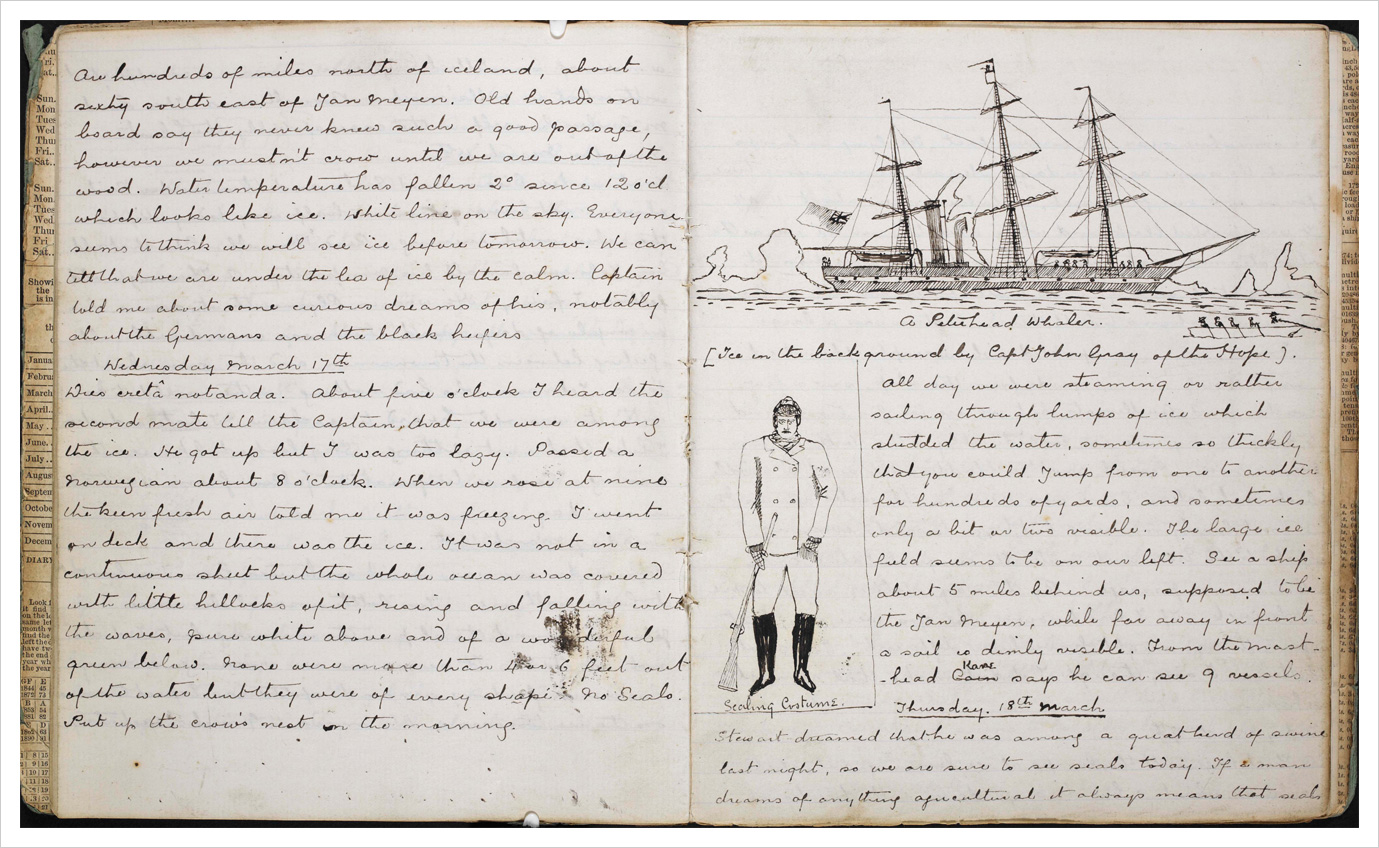 Are hundreds of miles north of iceland, about
sixty south east of Jan Meyen. Old hands on
board say they never knew such a good passage,
however we mustn't crow until we are out of the
wood. Water temperature has fallen 2° since 12 o'cl
which looks like ice. White line on the sky. Everyone
seems to think we will see ice before tomorrow. We can
tell that we are under the lea of ice by the calm. Captain
told me about some curious dreams of his, notably
about the Germans and the black heifers
Wednesday March 17th
Dies cretâ notanda. About five o'clock I heard the
second mate tell the Captain, that we were among
the ice. He got up but I was too lazy. Passed a
Norwegian about 8 o'clock. When we rose at nine
the keen fresh air told me it was freezing. I went
on deck and there was the ice. It was not in a
continuous sheet but the whole ocean was covered
with little hillocks of it, rising and falling with
the waves, pure white above and of a wonderful
green below. None were more than 4 or 6 feet out
of the water but they were of every shape. No Seals.
Put up the crow's nest in the morning.
A Peterhead Whaler.
[Ice in the background by Capt John Gray of the Hope].
All day we were steaming or rather
sailing through lumps of ice which
studded the water, sometimes so thickly
that you could jump from one to another
for hundreds of yards, and sometimes
only a bit or two visible. The large ice
field seems to be on our left. See a ship
about 5 miles behind us, supposed to be
the Jan Meyen, while far away in front
a sail is dimly visible. From the mast-
Kane
-head Cain says he can see 9 vessels.
Sealing Costume.
Thursday. 18th March
Stewart dreamed that he was among a great herd of swine
last night, so we are sure to see seals today. If a man
dreams of anything agricultural it always means that seals